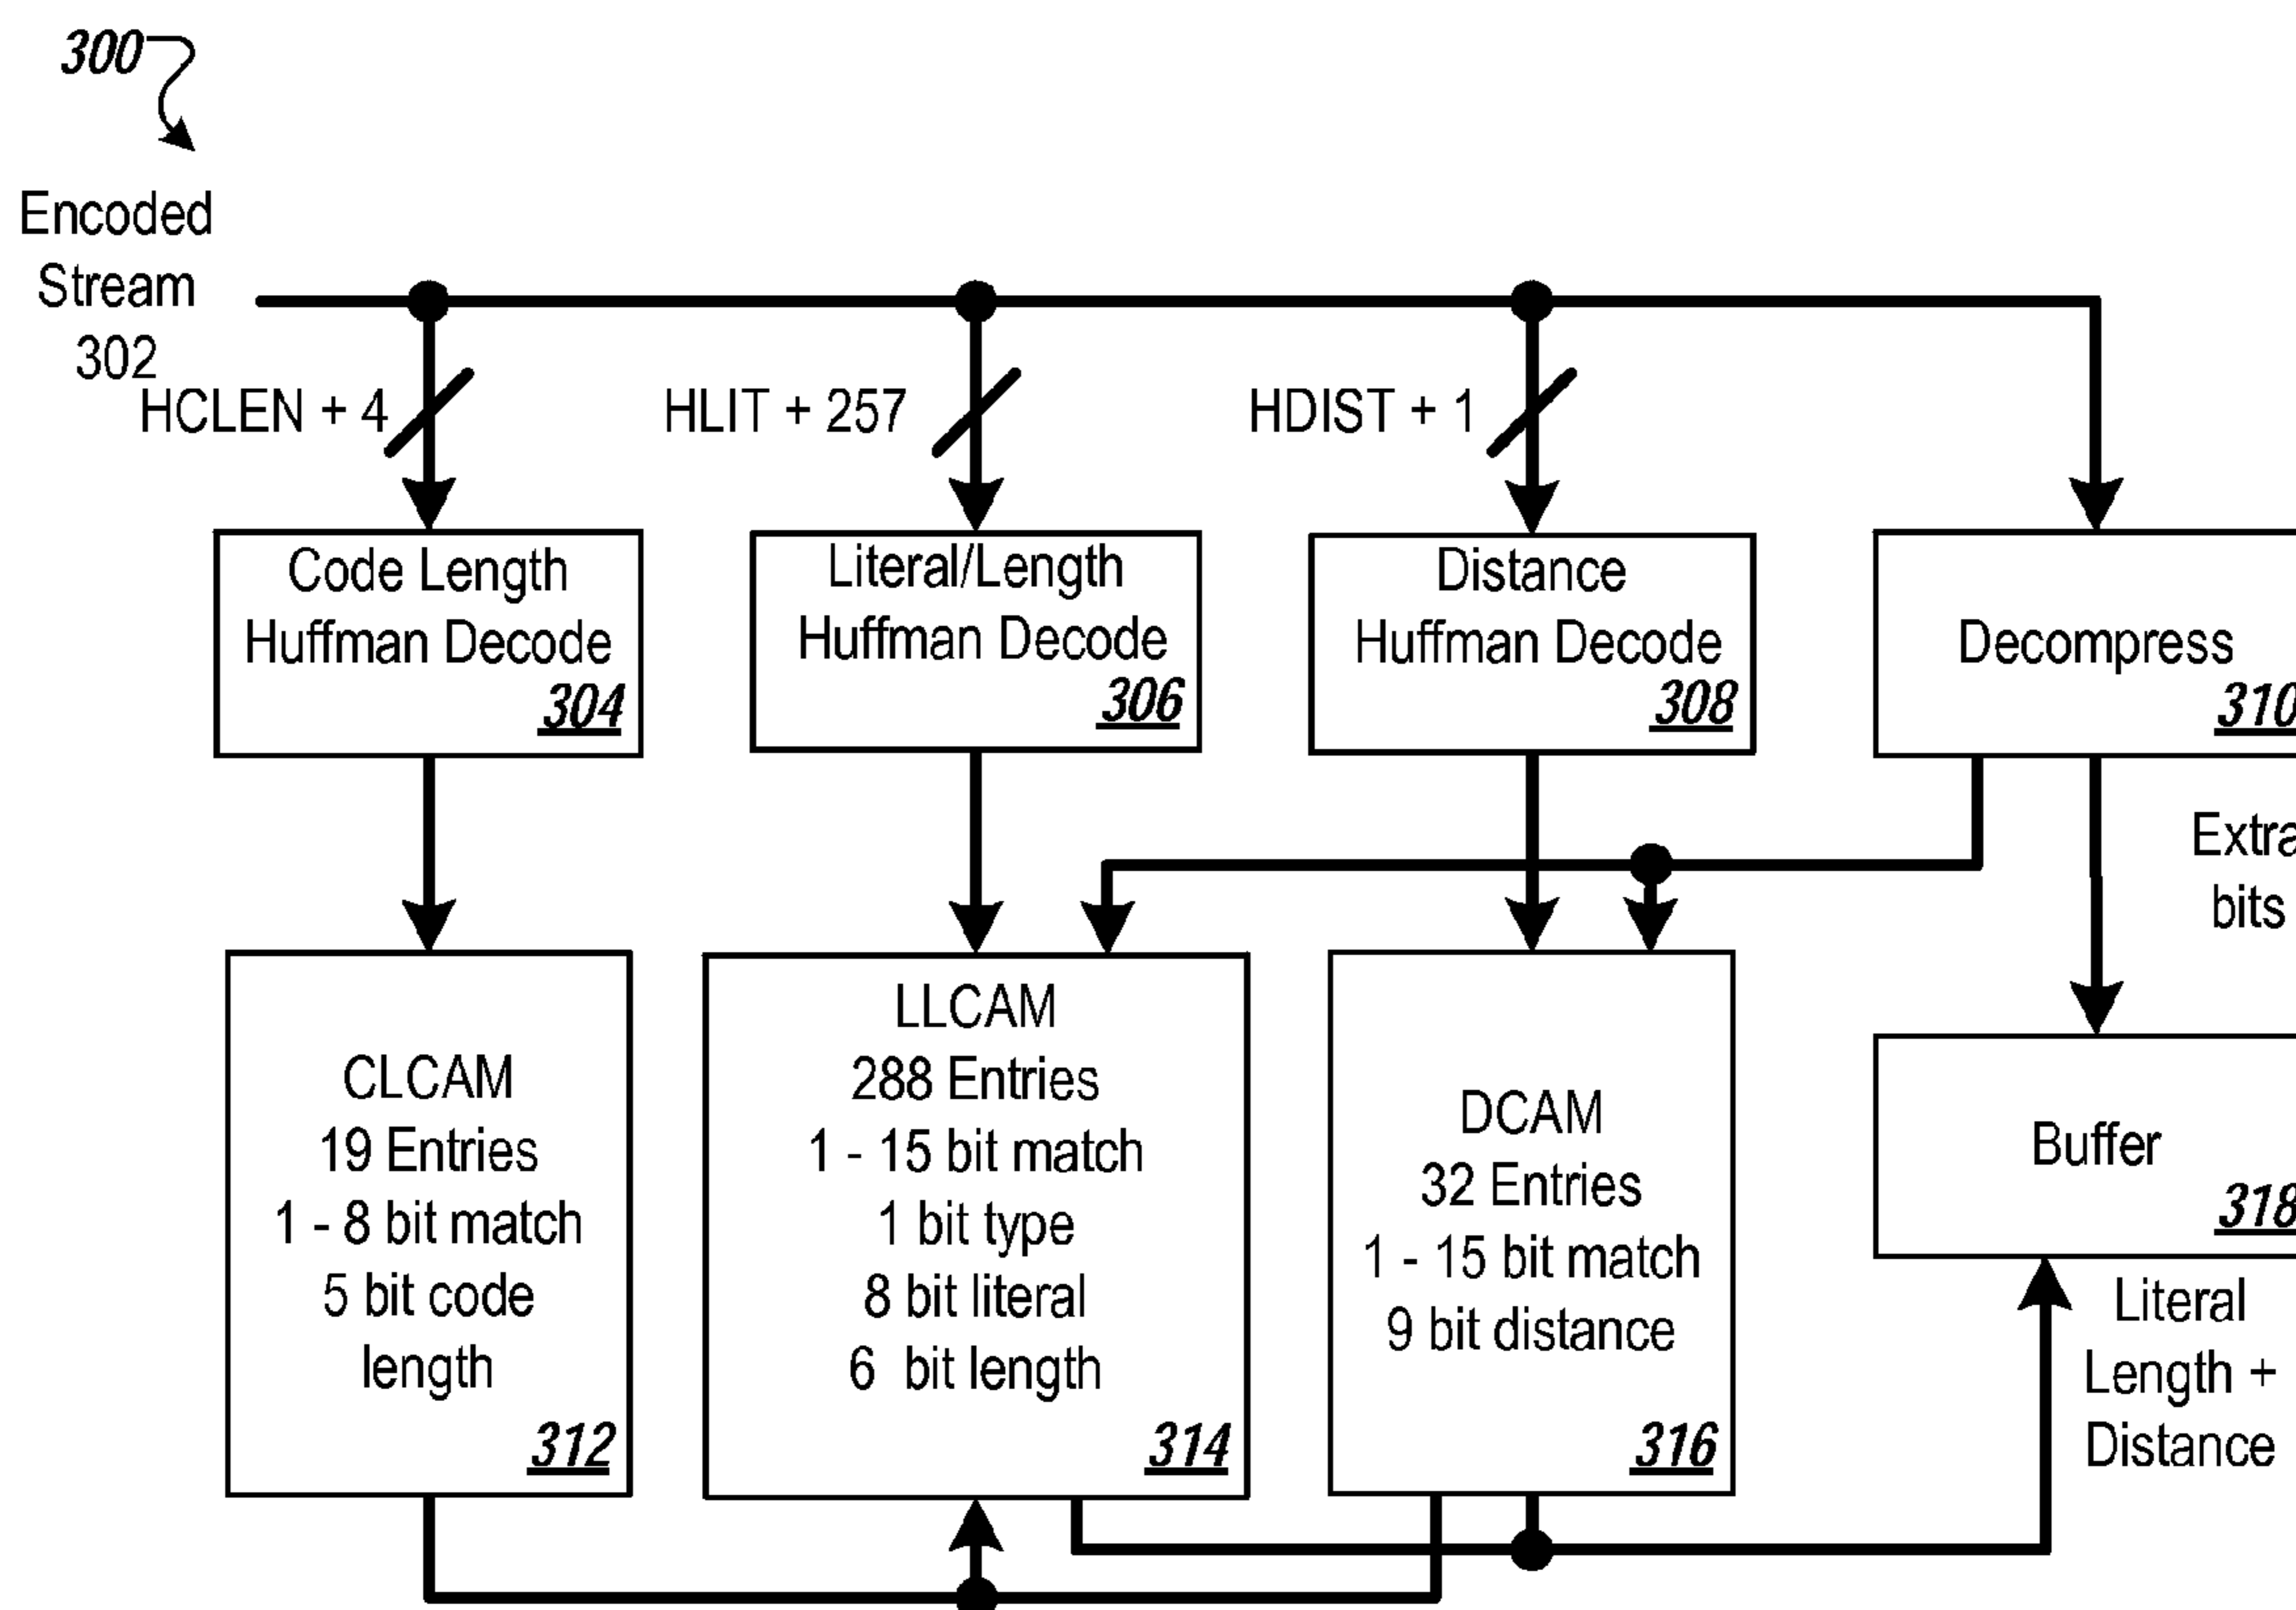 300
Encoded
Stream
302
HCLEN + 4
HLIT + 257
HDIST + 1
Code Length
Huffman Decode
304
Literal/Length
Huffman Decode
306
Distance
Huffman Decode
308
Decompress
310
Extra
bits
CLCAM
19 Entries
1 - 8 bit match
5 bit code
length
312
LLCAM
288 Entries
1 - 15 bit match
1 bit type
8 bit literal
6 bit length
314
DCAM
32 Entries
1 - 15 bit match
9 bit distance
316
Buffer
318
Literal
Length +
Distance